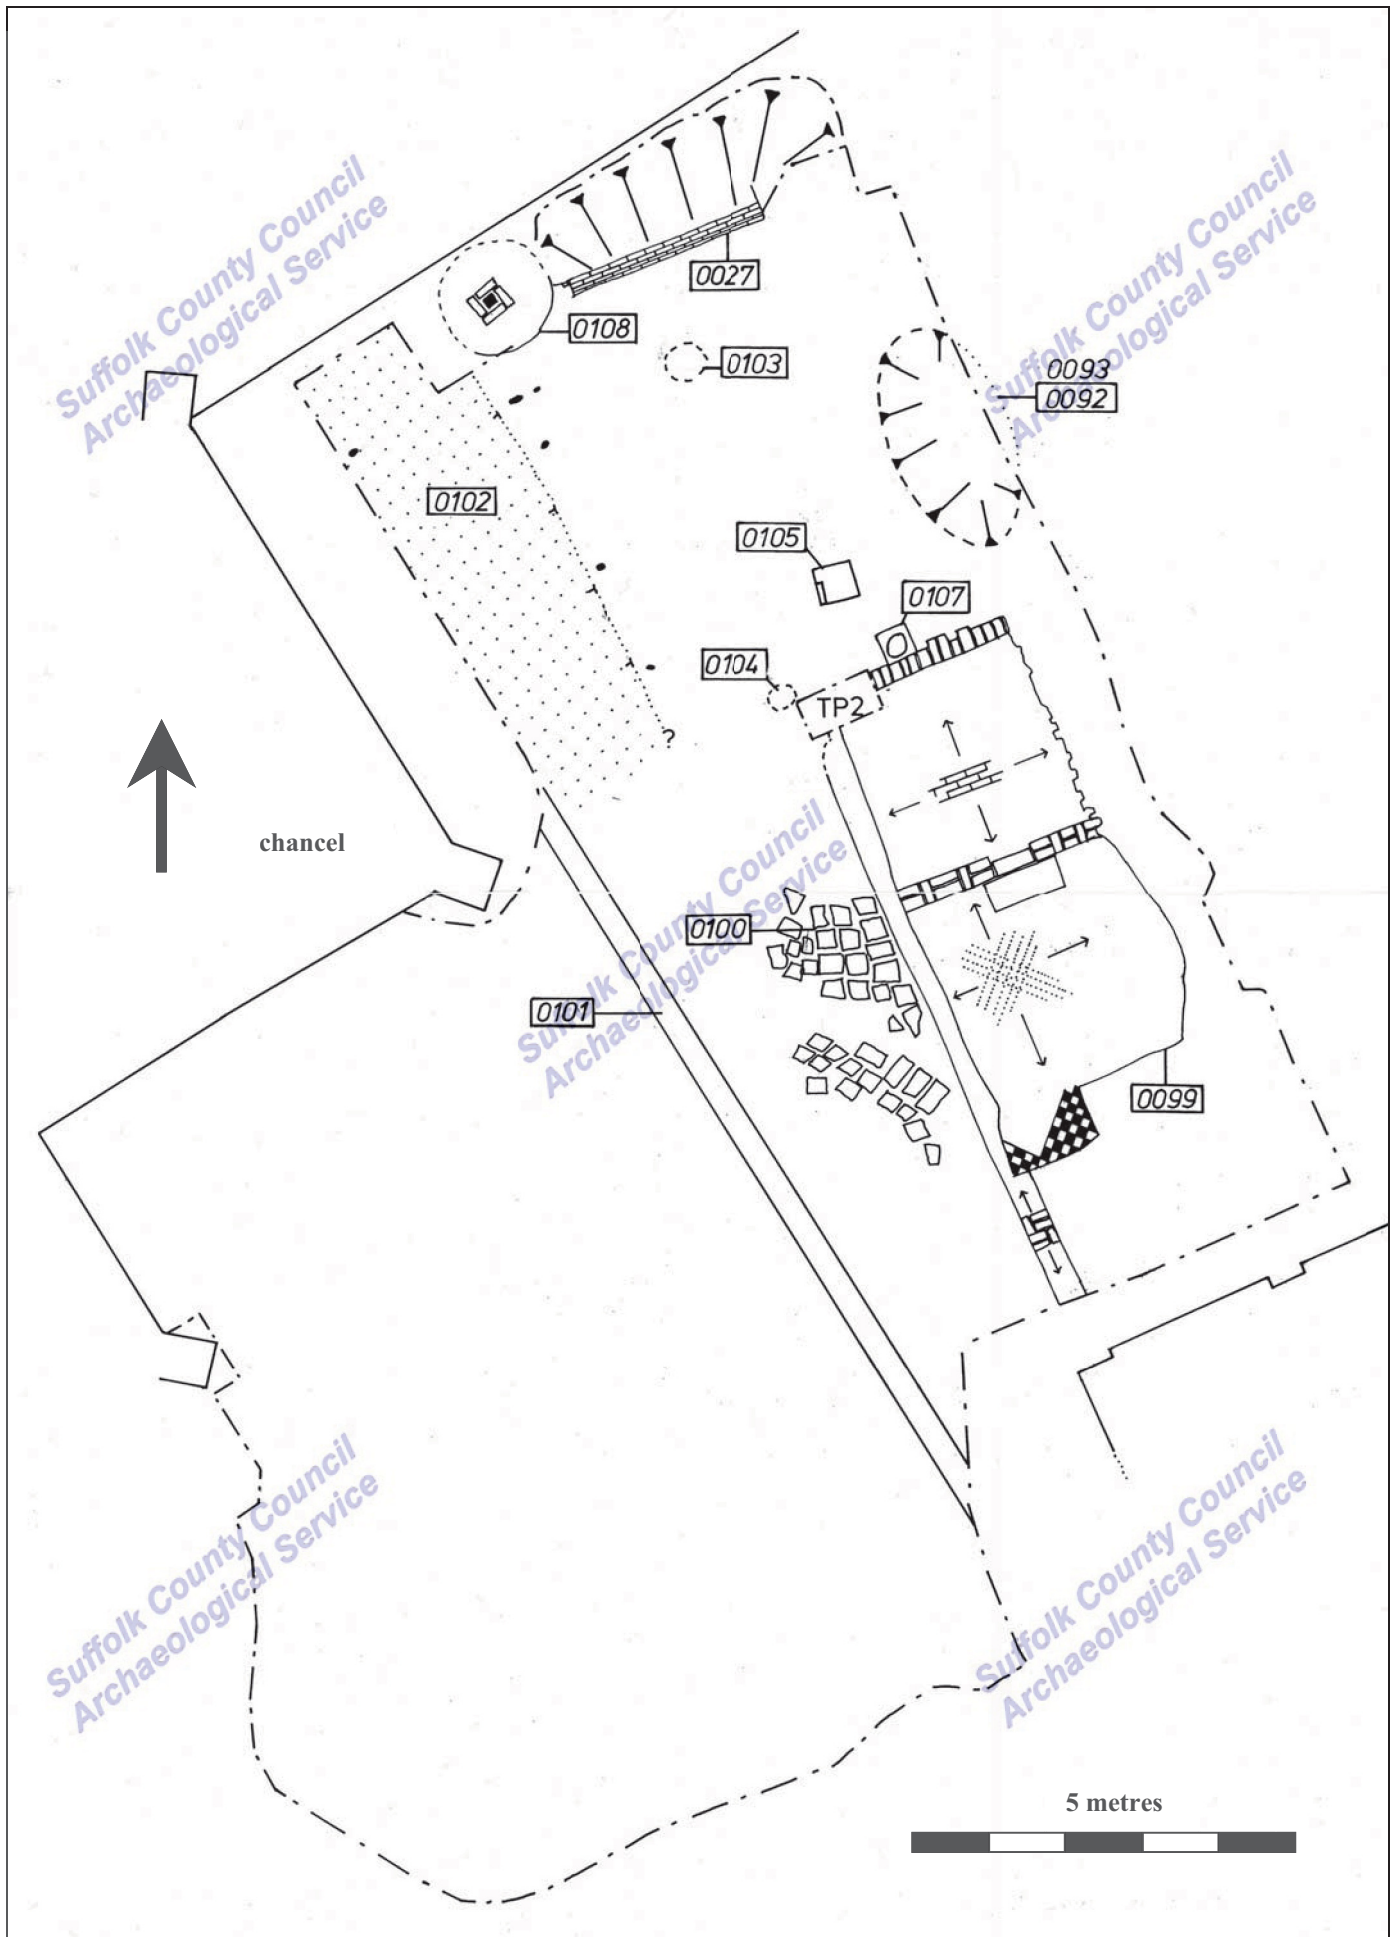 Suffolk County Council
Archaeological Service
Suffolk County Council
Archaeological Service
0027
0108
0103
0093
0092
0102
0105
0107
0104
TP2
?
chancel
Suffolk County Council
Archaeological Service
0100
0101
0099
Suffolk County Council
Archaeological Service
Suffolk County Council
Archaeological Service
5 metres